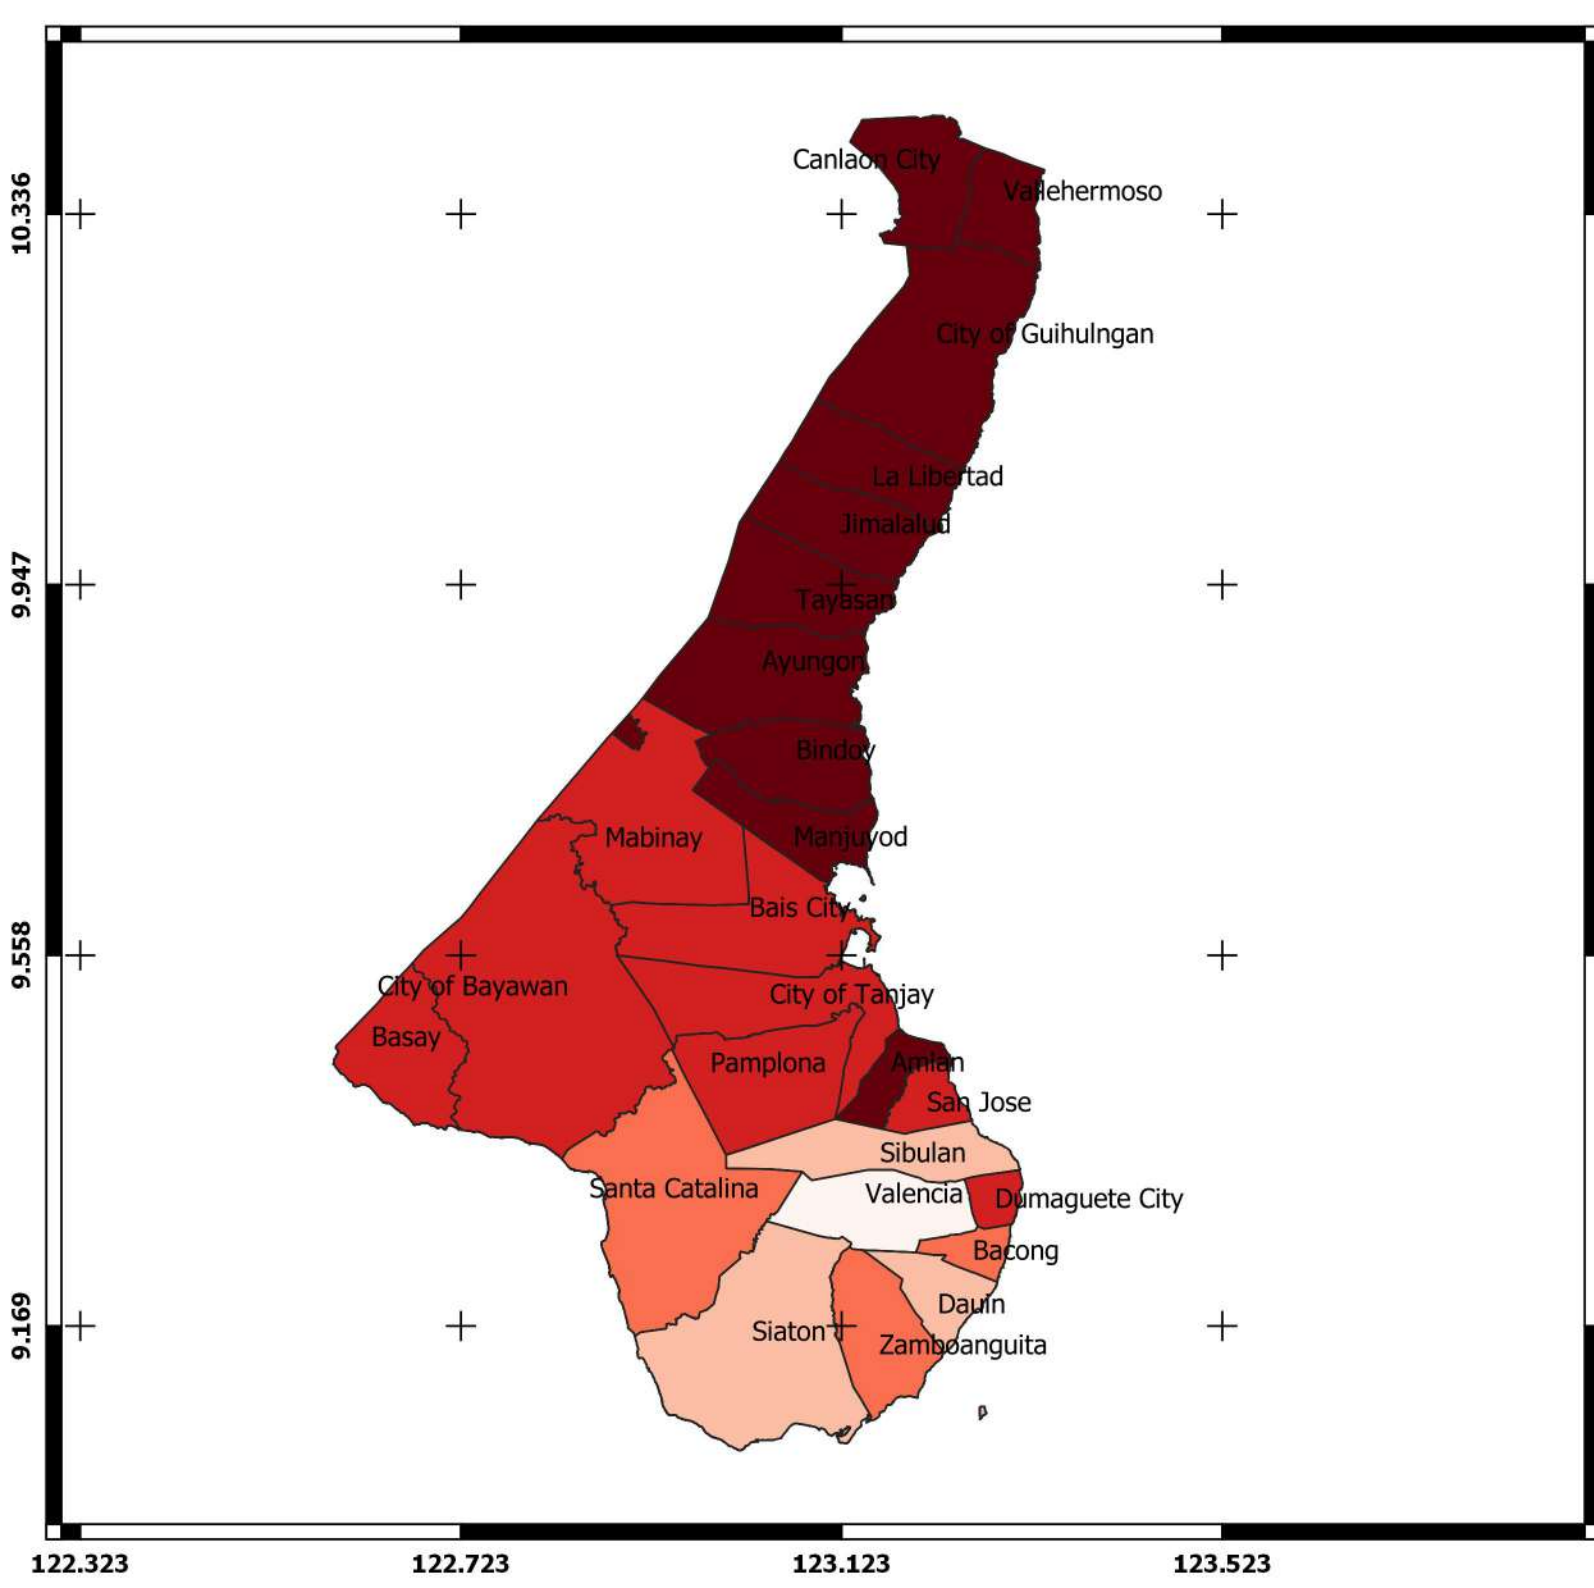 Canlaon City
Vallehermoso
10.336
City of Guihulngan
La Libertad
Jimalalud
9.947
Tayasan
Ayungon
Bindoy
Mabinay
Manjuyod
Bais City
9.558
City of Bayawan
City of Tanjay
Basay
Pamplona
Amlan
San Jose
Sibulan
Santa Catalina
Valencia
Dumaguete City
Bacong
Dauin
9.169
Siaton
Zamboanguita
122.323
122.723
123.123
123.523